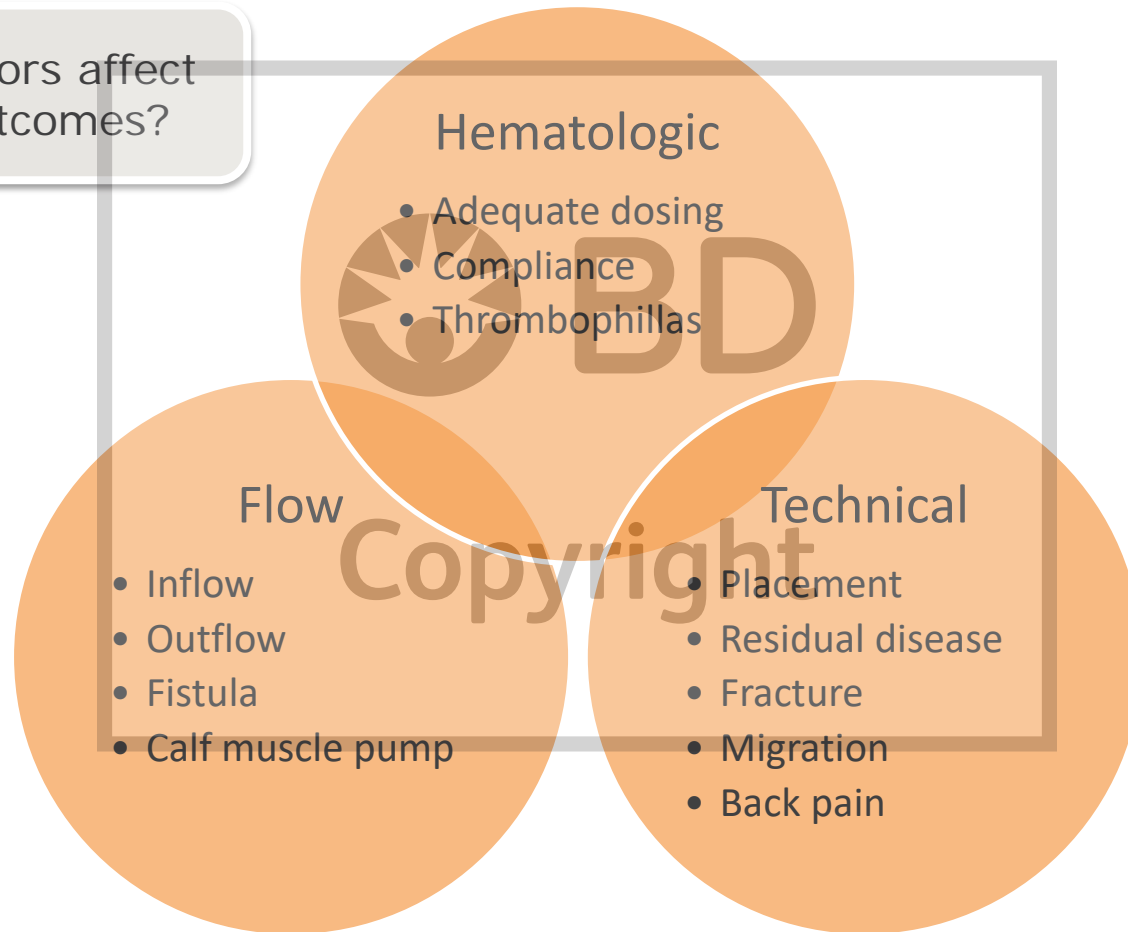 ors affect
tcomes?
Hematologic
• Adequate dosing
• Compliance
• Thrombophillas
BD
Flow
• Inflow
• Outflow
• Fistula
• Calf muscle pump
Technical
• Placement
• Residual disease
• Fracture
• Migration
• Back pain
Copyright